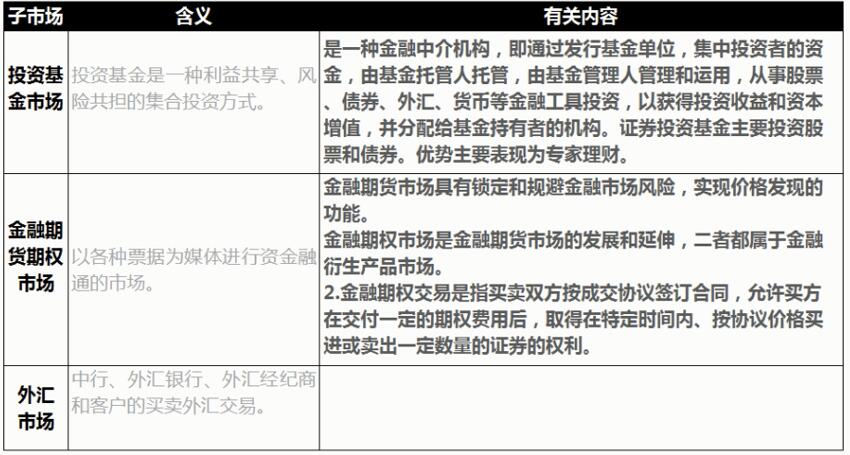 子市场 含义 有关内容
投资基
金市场
投资基金是一种利益共享、风
险共担的集合投资方式。
是一种金融中介机构，即通过发行基金单位，集中投资者的资
金，由基金托管人托管，由基金管理人管理和运用，从事股票
、债券、外汇、货币等金融工具投资，以获得投资收益和资本
增值，并分配给基金持有者的机构。证券投资基金主要投资股
票和债券。优势主要表现为专家理财。
金融期
货期权
市场
以各种票据为媒体进行资金融
通的市场。
金融期货市场具有锁定和规避金融市场风险，实现价格发现的
功能。
金融期权市场是金融期货市场的发展和延伸，二者都属于金融
衍生产品市场。
2.金融期权交易是指买卖双方按成交协议签订合同，允许买方
在交付一定的期权费用后，取得在特定时间内、按协议价格买
进或卖出一定数量的证券的权利。
外汇
市场
中行、外汇银行、外汇经纪商
和客户的买卖外汇交易。